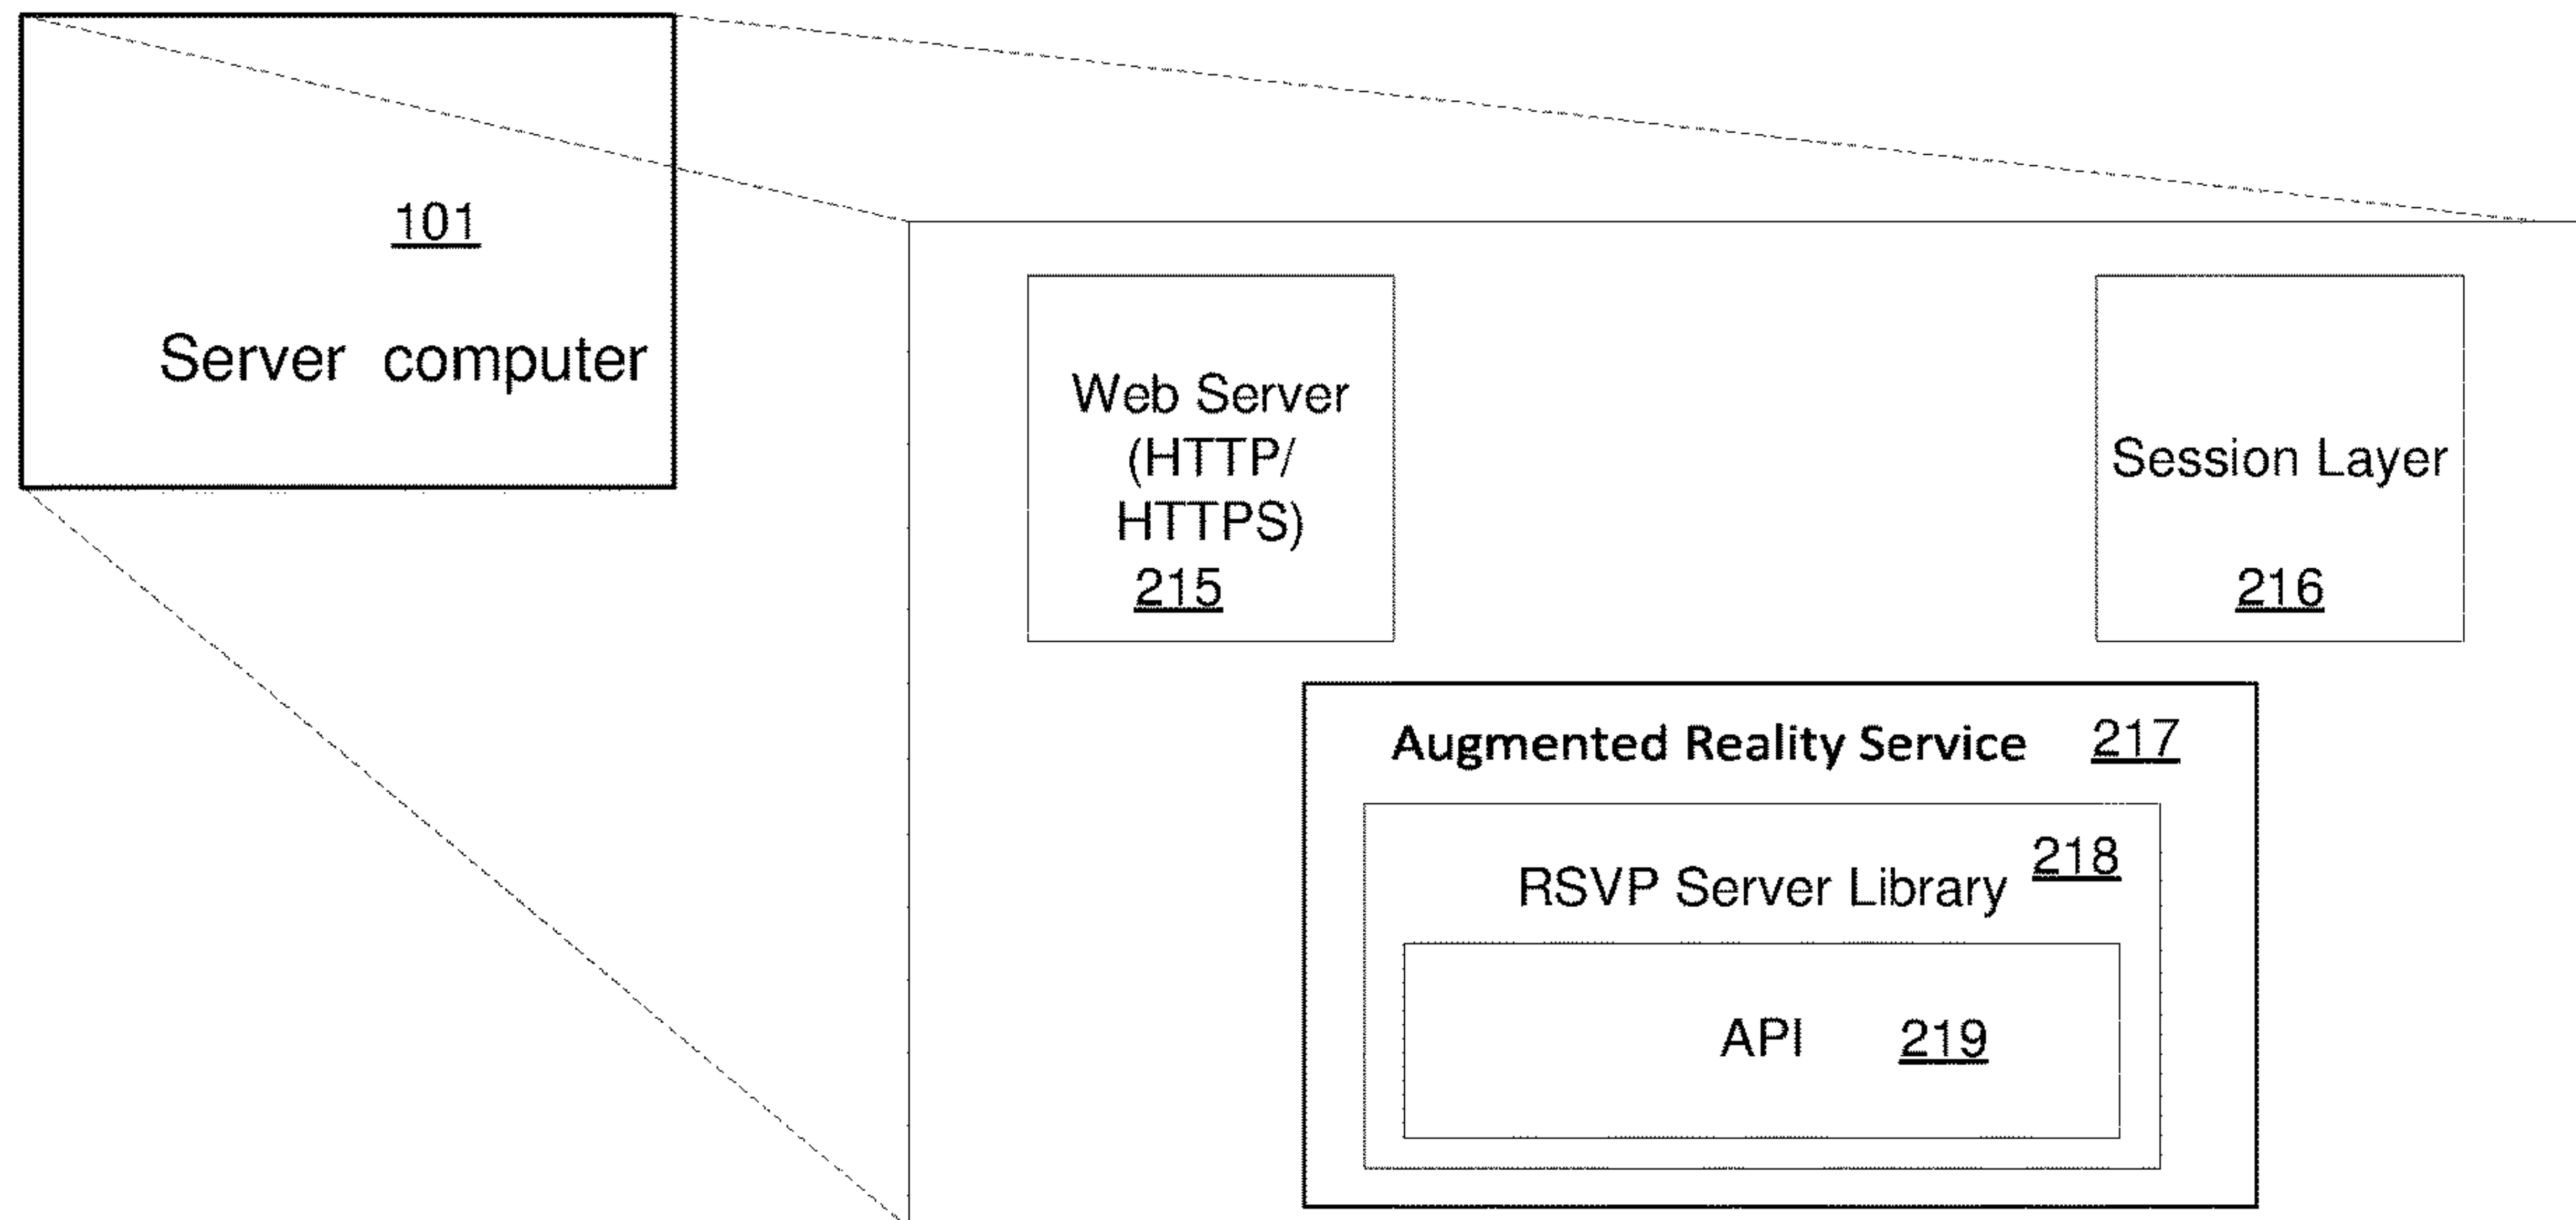 101
Server computer
Web Server
(HTTP/
HTTPS)
215
Session Layer
216
Augmented Reality Service 217
RSVP Server Library 218
API 219